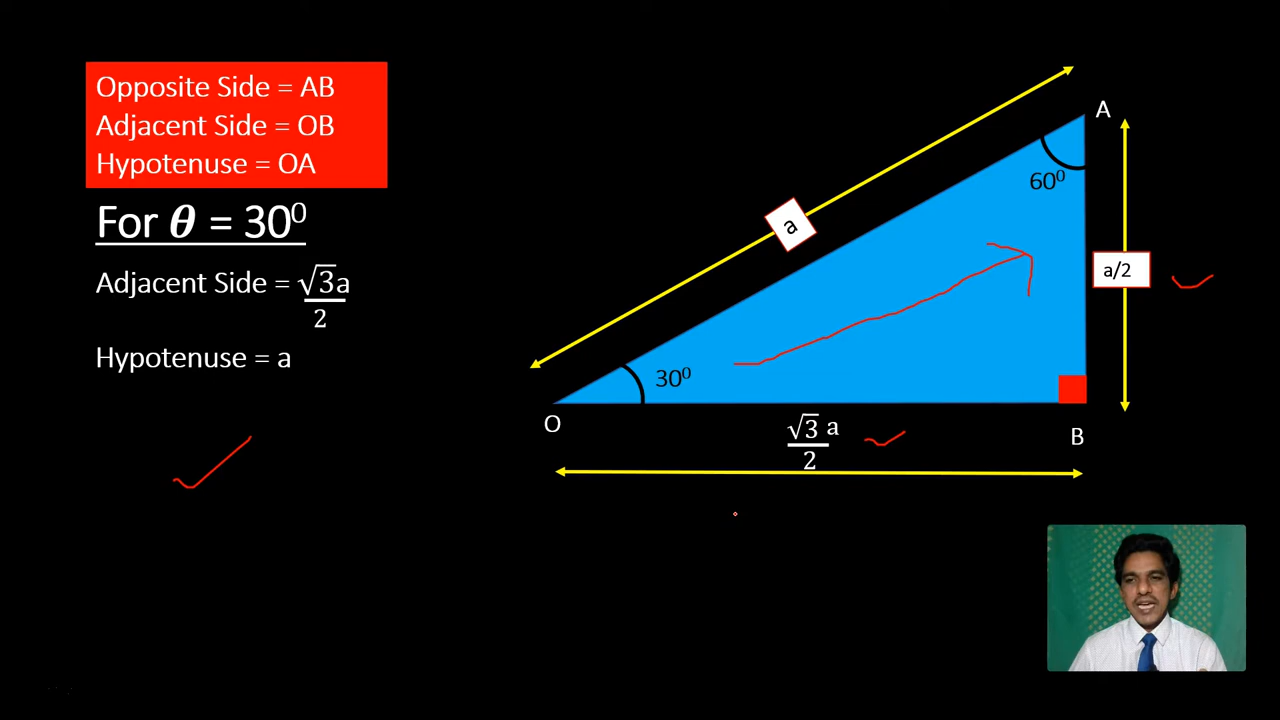 Opposite Side = AB
Adjacent Side = OB
Hypotenuse = OA
For θ = 30⁰
Adjacent Side = √3a
2
Hypotenuse = a
A
60⁰
a
a/2
30⁰
O
√3 a
2
B